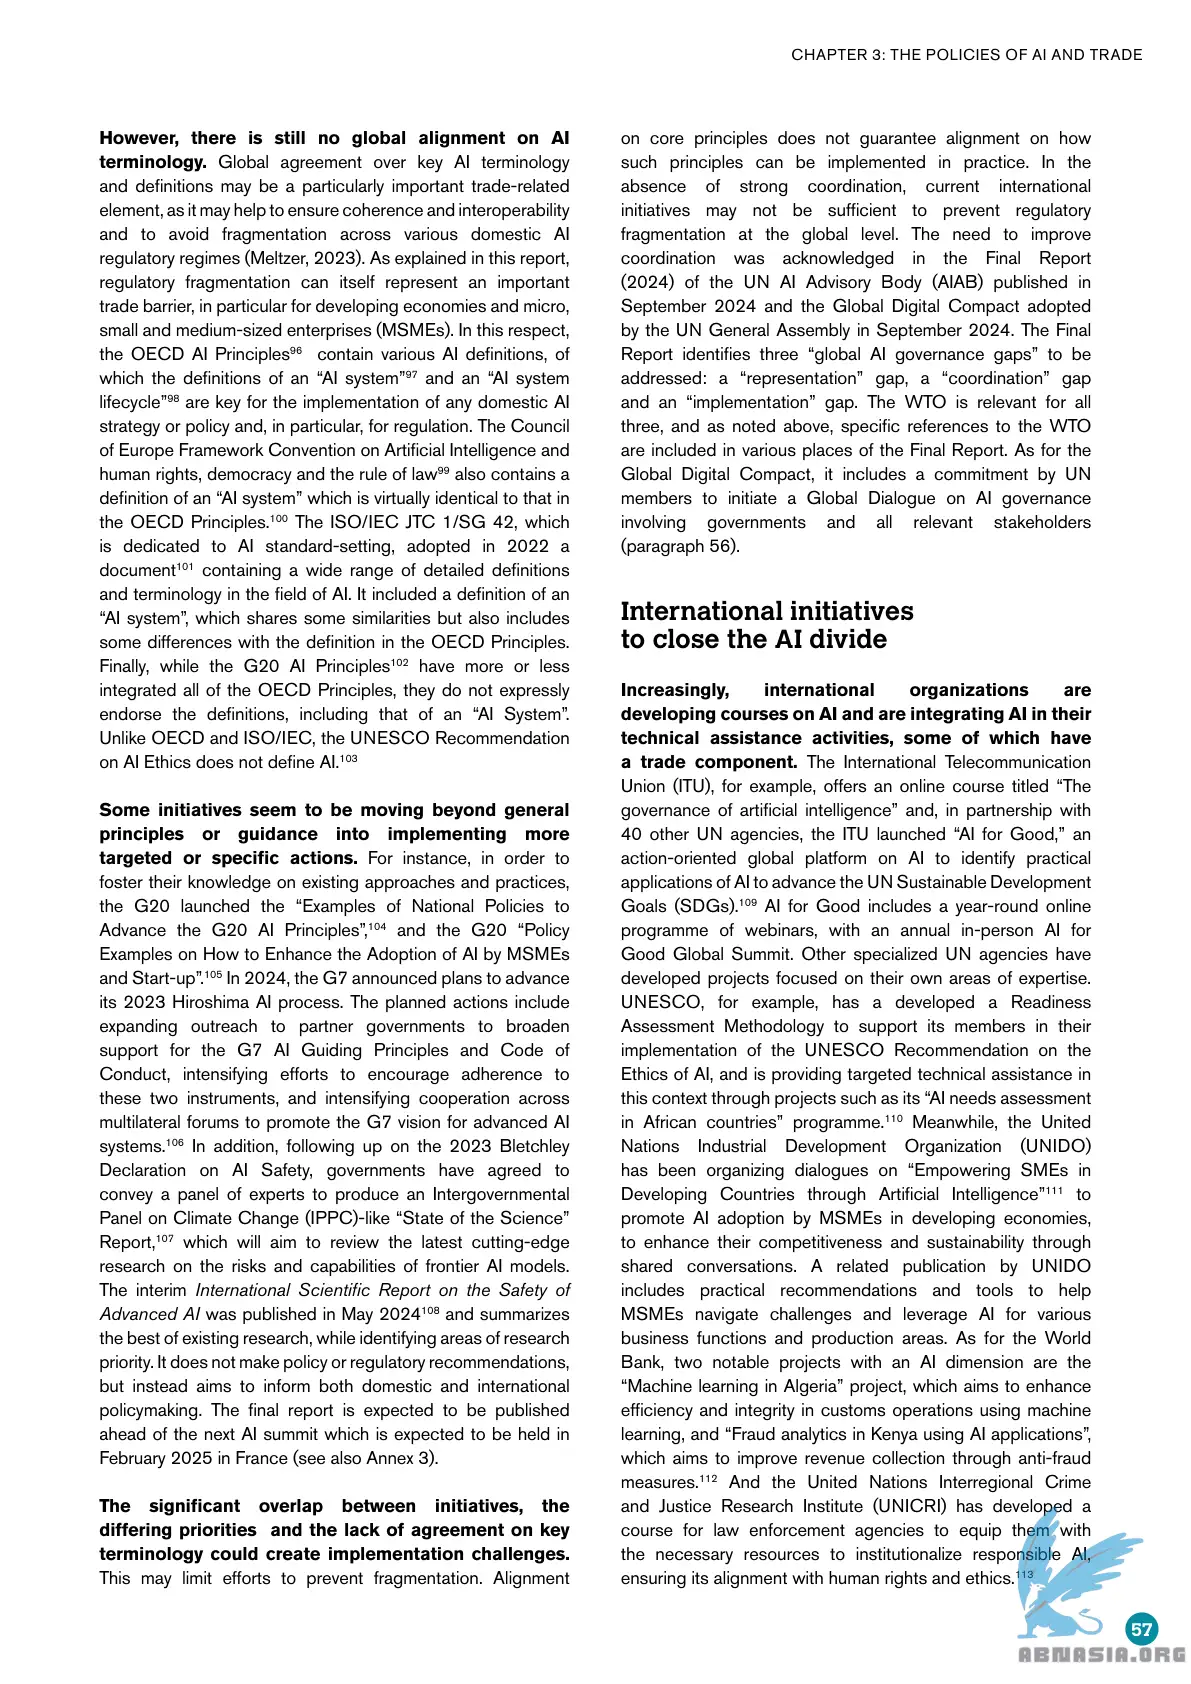 CHAPTER 3: THE POLICIES OF AI AND TRADE
However, there is still no global alignment on AI
terminology. Global agreement over key AI terminology
and definitions may be a particularly important trade-related
element, as it may help to ensure coherence and interoperability
and to avoid fragmentation across various domestic AI
regulatory regimes (Meltzer, 2023). As explained in this report,
regulatory fragmentation can itself represent an important
trade barrier, in particular for developing economies and micro,
small and medium-sized enterprises (MSMEs). In this respect,
the OECD AI Principles⁹⁶ contain various AI definitions, of
which the definitions of an “AI system”⁹⁷ and an “AI system
lifecycle”⁹⁸ are key for the implementation of any domestic AI
strategy or policy and, in particular, for regulation. The Council
of Europe Framework Convention on Artificial Intelligence and
human rights, democracy and the rule of law⁹⁹ also contains a
definition of an “AI system” which is virtually identical to that in
the OECD Principles.¹⁰⁰ The ISO/IEC JTC 1/SG 42, which
is dedicated to AI standard-setting, adopted in 2022 a
document¹⁰¹ containing a wide range of detailed definitions
and terminology in the field of AI. It included a definition of an
“AI system”, which shares some similarities but also includes
some differences with the definition in the OECD Principles.
Finally, while the G20 AI Principles¹⁰² have more or less
integrated all of the OECD Principles, they do not expressly
endorse the definitions, including that of an “AI System”.
Unlike OECD and ISO/IEC, the UNESCO Recommendation
on AI Ethics does not define AI.¹⁰³
Some initiatives seem to be moving beyond general
principles or guidance into implementing more
targeted or specific actions. For instance, in order to
foster their knowledge on existing approaches and practices,
the G20 launched the “Examples of National Policies to
Advance the G20 AI Principles”,¹⁰⁴ and the G20 “Policy
Examples on How to Enhance the Adoption of AI by MSMEs
and Start-up”.¹⁰⁵ In 2024, the G7 announced plans to advance
its 2023 Hiroshima AI process. The planned actions include
expanding outreach to partner governments to broaden
support for the G7 AI Guiding Principles and Code of
Conduct, intensifying efforts to encourage adherence to
these two instruments, and intensifying cooperation across
multilateral forums to promote the G7 vision for advanced AI
systems.¹⁰⁶ In addition, following up on the 2023 Bletchley
Declaration on AI Safety, governments have agreed to
convey a panel of experts to produce an Intergovernmental
Panel on Climate Change (IPPC)-like “State of the Science”
Report,¹⁰⁷ which will aim to review the latest cutting-edge
research on the risks and capabilities of frontier AI models.
The interim International Scientific Report on the Safety of
Advanced AI was published in May 2024¹⁰⁸ and summarizes
the best of existing research, while identifying areas of research
priority. It does not make policy or regulatory recommendations,
but instead aims to inform both domestic and international
policymaking. The final report is expected to be published
ahead of the next AI summit which is expected to be held in
February 2025 in France (see also Annex 3).
The significant overlap between initiatives, the
differing priorities and the lack of agreement on key
terminology could create implementation challenges.
This may limit efforts to prevent fragmentation. Alignment
on core principles does not guarantee alignment on how
such principles can be implemented in practice. In the
absence of strong coordination, current international
initiatives may not be sufficient to prevent regulatory
fragmentation at the global level. The need to improve
coordination was acknowledged in the Final Report
(2024) of the UN AI Advisory Body (AIAB) published in
September 2024 and the Global Digital Compact adopted
by the UN General Assembly in September 2024. The Final
Report identifies three “global AI governance gaps” to be
addressed: a “representation” gap, a “coordination” gap
and an “implementation” gap. The WTO is relevant for all
three, and as noted above, specific references to the WTO
are included in various places of the Final Report. As for the
Global Digital Compact, it includes a commitment by UN
members to initiate a Global Dialogue on AI governance
involving governments and all relevant stakeholders
(paragraph 56).
International initiatives
to close the AI divide
Increasingly, international organizations are
developing courses on AI and are integrating AI in their
technical assistance activities, some of which have
a trade component. The International Telecommunication
Union (ITU), for example, offers an online course titled “The
governance of artificial intelligence” and, in partnership with
40 other UN agencies, the ITU launched “AI for Good,” an
action-oriented global platform on AI to identify practical
applications of AI to advance the UN Sustainable Development
Goals (SDGs).¹⁰⁹ AI for Good includes a year-round online
programme of webinars, with an annual in-person AI for
Good Global Summit. Other specialized UN agencies have
developed projects focused on their own areas of expertise.
UNESCO, for example, has a developed a Readiness
Assessment Methodology to support its members in their
implementation of the UNESCO Recommendation on the
Ethics of AI, and is providing targeted technical assistance in
this context through projects such as its “AI needs assessment
in African countries” programme.¹¹⁰ Meanwhile, the United
Nations Industrial Development Organization (UNIDO)
has been organizing dialogues on “Empowering SMEs in
Developing Countries through Artificial Intelligence”¹¹¹ to
promote AI adoption by MSMEs in developing economies,
to enhance their competitiveness and sustainability through
shared conversations. A related publication by UNIDO
includes practical recommendations and tools to help
MSMEs navigate challenges and leverage AI for various
business functions and production areas. As for the World
Bank, two notable projects with an AI dimension are the
“Machine learning in Algeria” project, which aims to enhance
efficiency and integrity in customs operations using machine
learning, and “Fraud analytics in Kenya using AI applications”,
which aims to improve revenue collection through anti-fraud
measures.¹¹² And the United Nations Interregional Crime
and Justice Research Institute (UNICRI) has developed a
course for law enforcement agencies to equip them with
the necessary resources to institutionalize responsible AI,
ensuring its alignment with human rights and ethics.¹¹³
57
ABNASIA.ORG